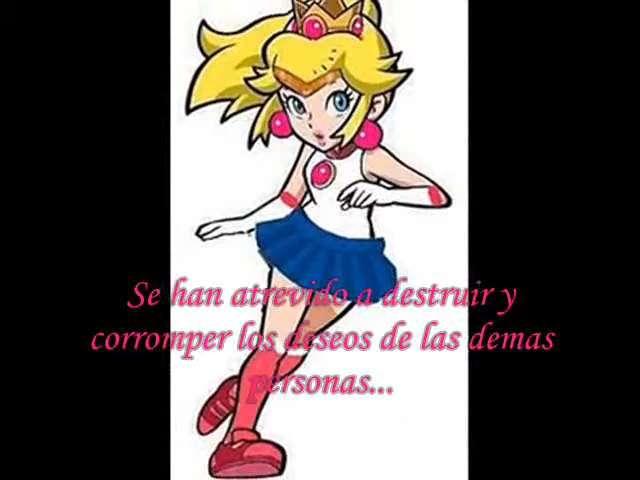 Se han atrevido a destruir y
corromper los deseos de las demas
personas...